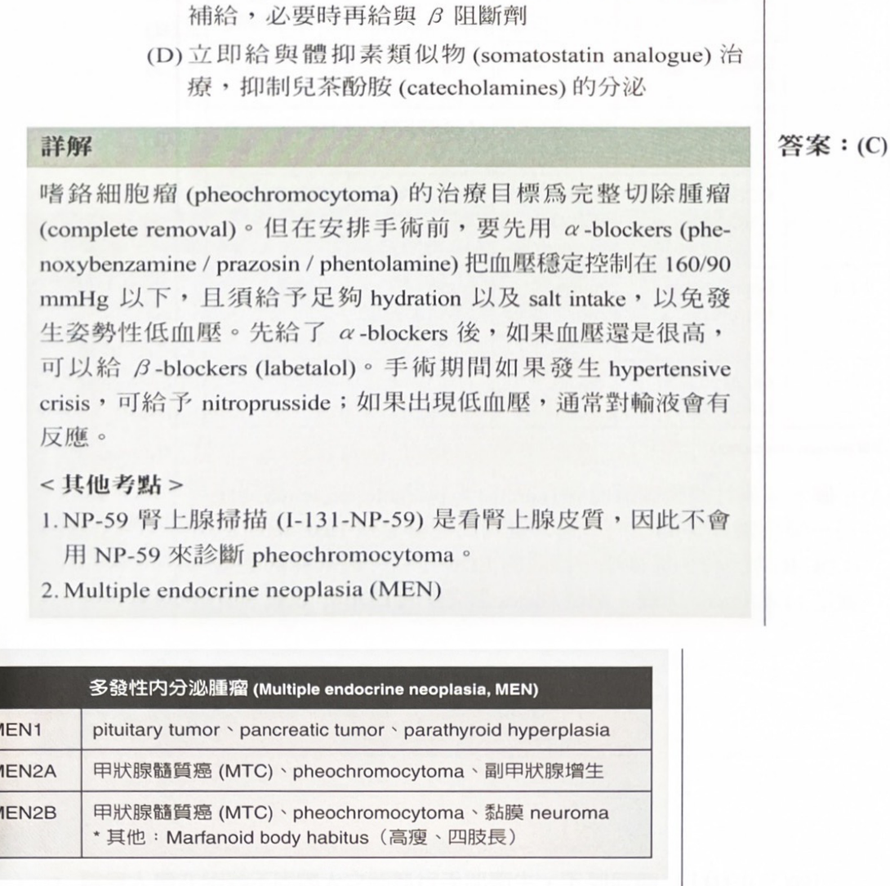 補給，必要時再給與 β 阻斷劑
(D) 立即給與體抑素類似物 (somatostatin analogue) 治
療，抑制兒茶酚胺 (catecholamines) 的分泌
詳解
答案：(C)
嗜鉻細胞瘤 (pheochromocytoma) 的治療目標為完整切除腫瘤
(complete removal)。但在安排手術前，要先用 α-blockers (phe-
noxybenzamine / prazosin / phentolamine) 把血壓穩定控制在 160/90
mmHg 以下，且須給予足夠 hydration 以及 salt intake，以免發
生姿勢性低血壓。先給了 α-blockers 後，如果血壓還是很高，
可以給 β-blockers (labetalol)。手術期間如果發生 hypertensive
crisis，可給予 nitroprusside；如果出現低血壓，通常對輸液會有
反應。
< 其他考點 >
1. NP-59 腎上腺掃描 (I-131-NP-59) 是看腎上腺皮質，因此不會
用 NP-59 來診斷 pheochromocytoma。
2. Multiple endocrine neoplasia (MEN)
多發性內分泌腫瘤 (Multiple endocrine neoplasia, MEN)
MEN1 pituitary tumor、pancreatic tumor、parathyroid hyperplasia
MEN2A 甲狀腺髓質癌 (MTC)、pheochromocytoma、副甲狀腺增生
MEN2B 甲狀腺髓質癌 (MTC)、pheochromocytoma、黏膜 neuroma
* 其他：Marfanoid body habitus（高瘦、四肢長）